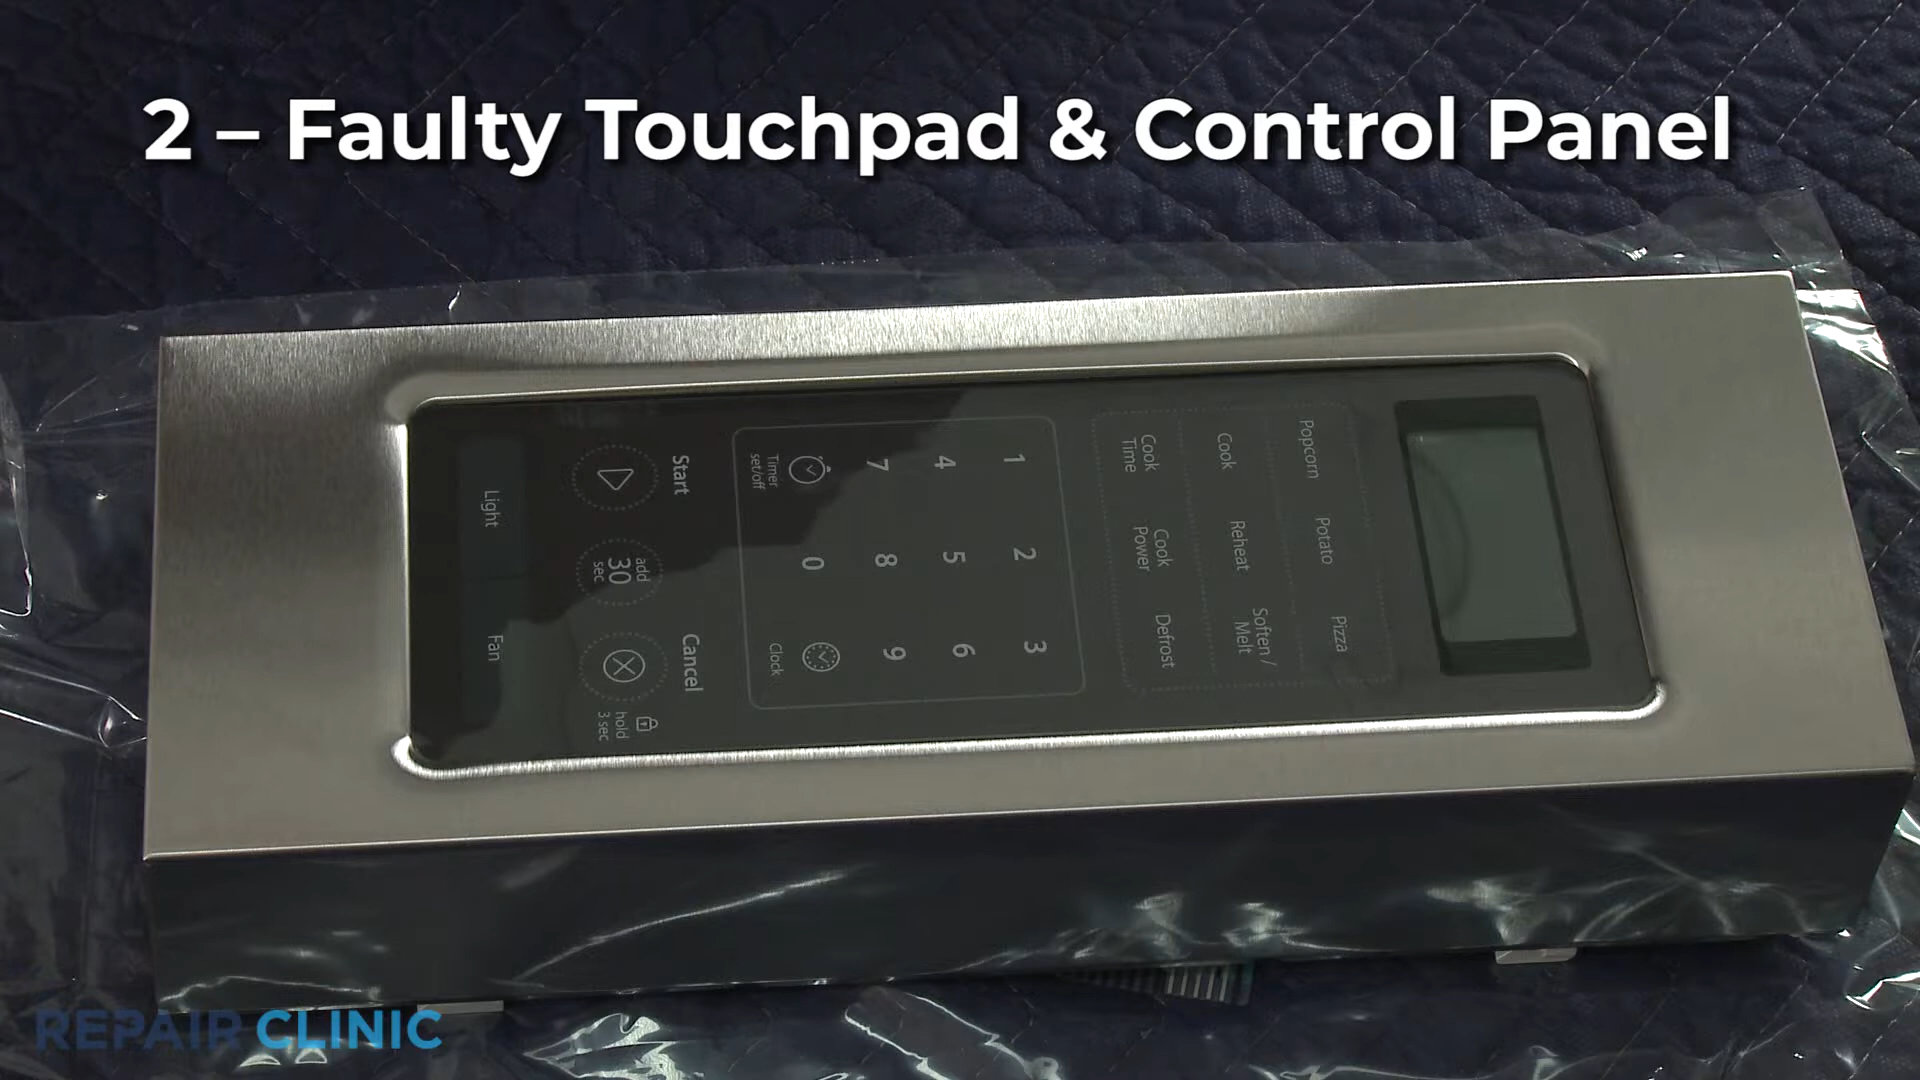 2 – Faulty Touchpad & Control Panel
Popcorn
Potato
Pizza
Cook
Reheat
Soften /
Melt
Cook
Time
Cook
Power
Defrost
1
2
3
4
5
6
7
8
9
Timer
set/off
0
Clock
Start
Cancel
add
30
sec
hold
3 sec
Light
Fan
REPAIR CLINIC